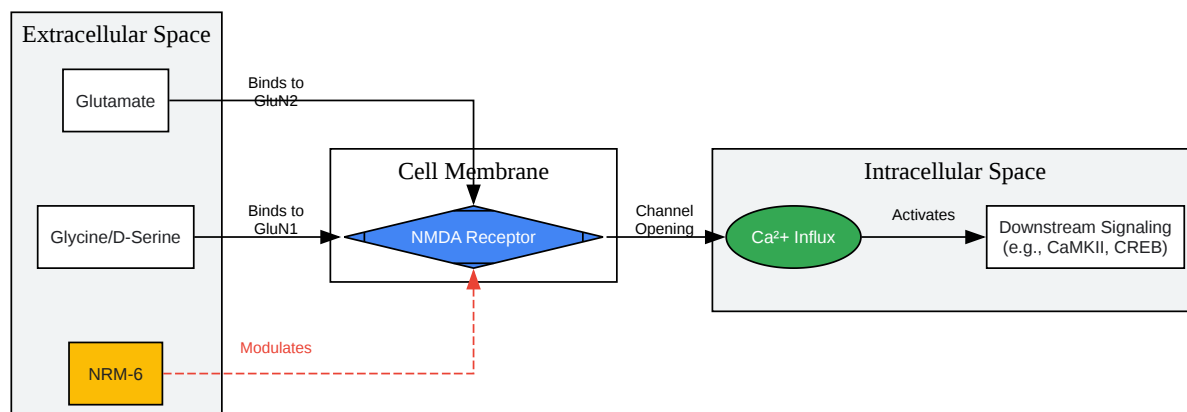 Extracellular Space
Glutamate
Binds to
GluN2
Cell Membrane
Intracellular Space
Glycine/D-Serine
Binds to
GluN1
NMDA Receptor
Channel
Opening
Ca²+ Influx
Activates
Downstream Signaling
(e.g., CaMKII, CREB)
NRM-6
Modulates